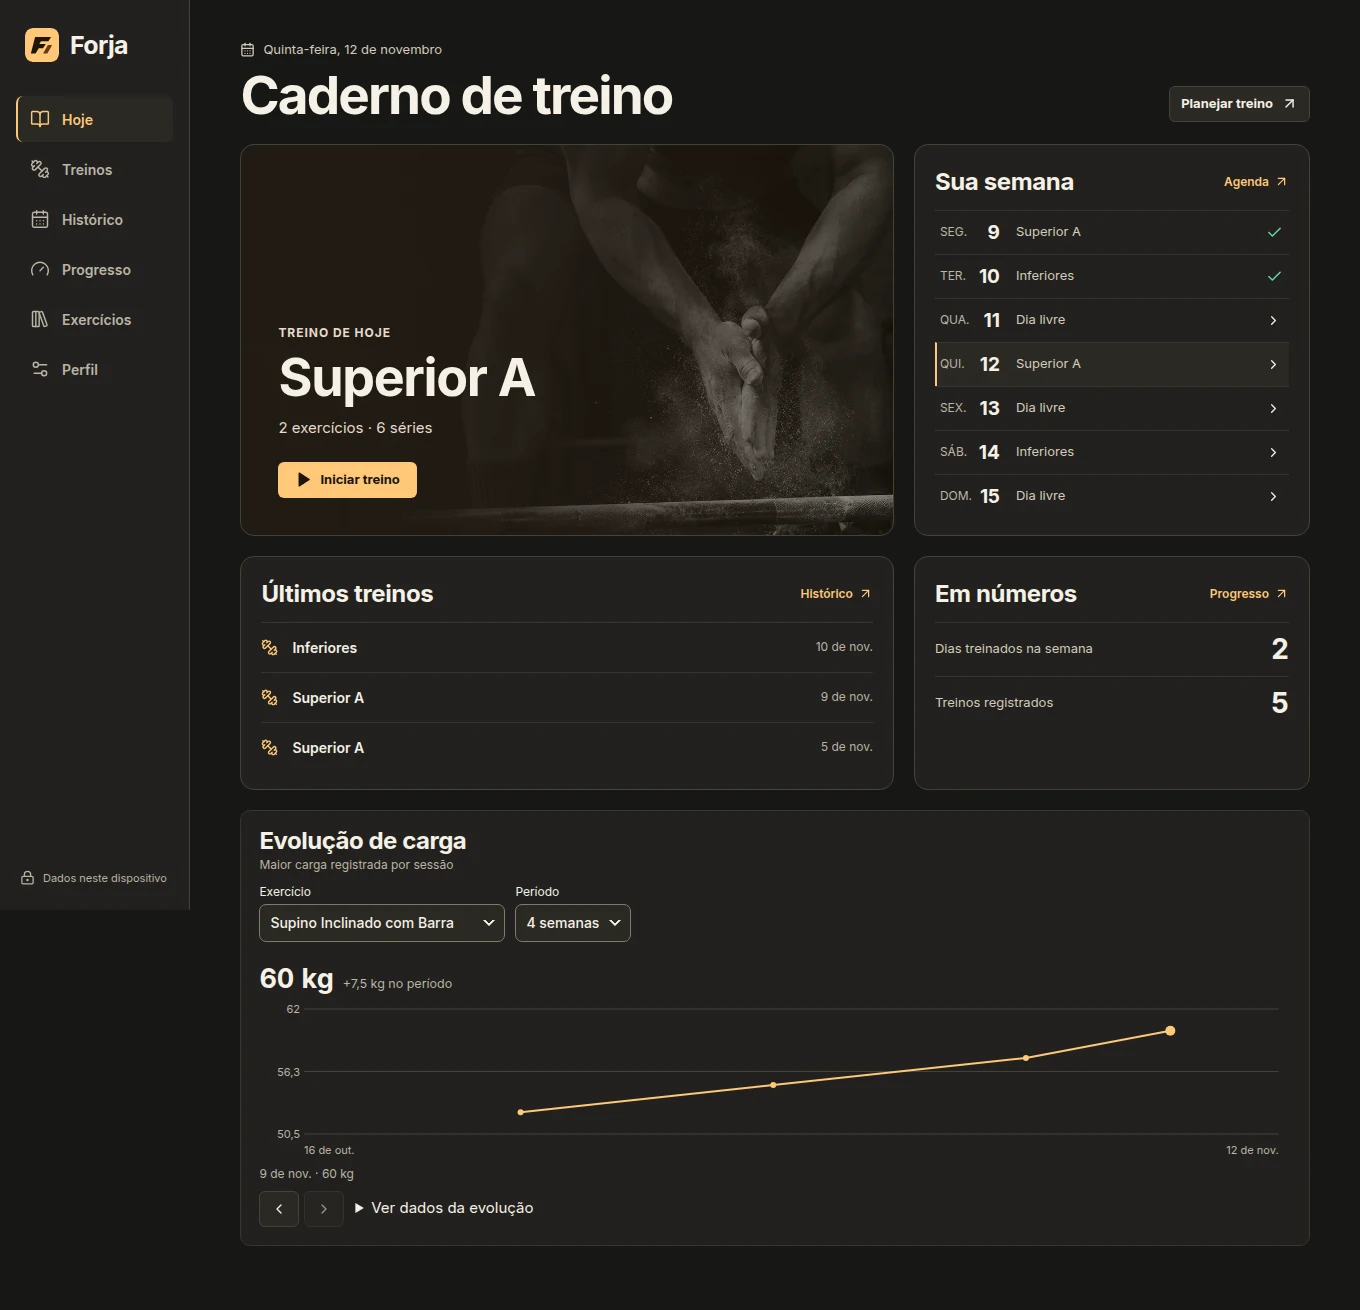 Forja
Hoje
Treinos
Histórico
Progresso
Exercícios
Perfil
Dados neste dispositivo
Quinta-feira, 12 de novembro
Caderno de treino
Planejar treino
TREINO DE HOJE
Superior A
2 exercícios · 6 séries
Iniciar treino
Sua semana
Agenda
SEG. 9 Superior A
TER. 10 Inferiores
QUA. 11 Dia livre
QUI. 12 Superior A
SEX. 13 Dia livre
SÁB. 14 Inferiores
DOM. 15 Dia livre
Últimos treinos
Histórico
Inferiores 10 de nov.
Superior A 9 de nov.
Superior A 5 de nov.
Em números
Progresso
Dias treinados na semana 2
Treinos registrados 5
Evolução de carga
Maior carga registrada por sessão
Exercício Período
Supino Inclinado com Barra 4 semanas
60 kg +7,5 kg no período
62
56,3
50,5
16 de out. 12 de nov.
9 de nov. · 60 kg
Ver dados da evolução